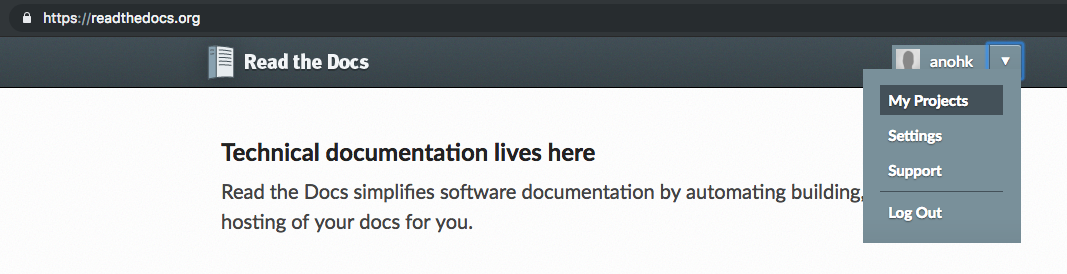 https://readthedocs.org
Read the Docs
anohk
My Projects
Settings
Support
Log Out
Technical documentation lives here
Read the Docs simplifies software documentation by automating building,
hosting of your docs for you.